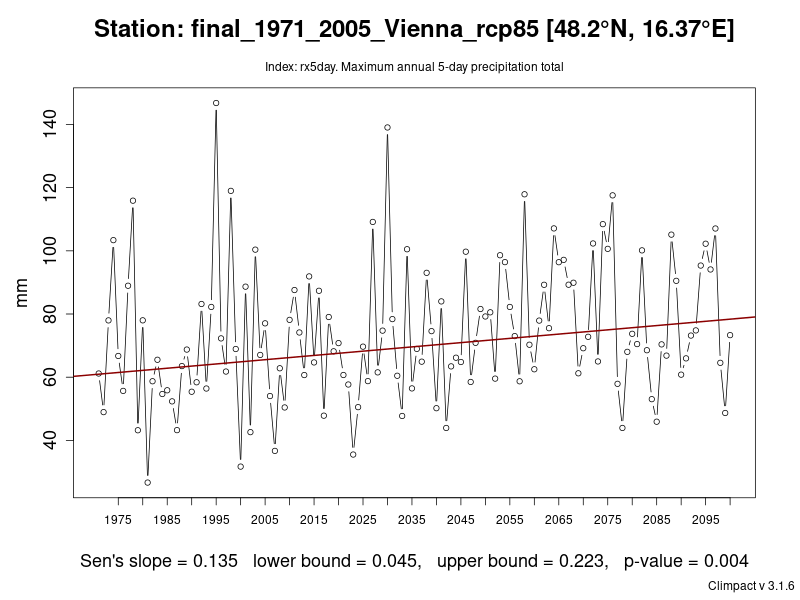 Station: final_1971_2005_Vienna_rcp85 [48.2°N, 16.37°E]
Index: rx5day. Maximum annual 5-day precipitation total
mm
140
120
100
80
60
40
1975 1985 1995 2005 2015 2025 2035 2045 2055 2065 2075 2085 2095
Sen's slope = 0.135 lower bound = 0.045, upper bound = 0.223, p-value = 0.004
Climpact v 3.1.6